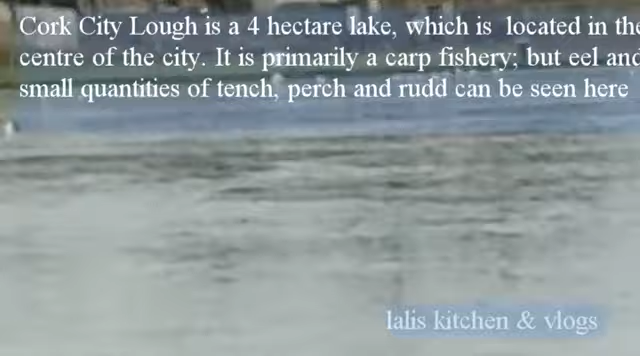 Cork City Lough is a 4 hectare lake, which is located in the
centre of the city. It is primarily a carp fishery; but eel and
small quantities of tench, perch and rudd can be seen here
lalis kitchen & vlogs